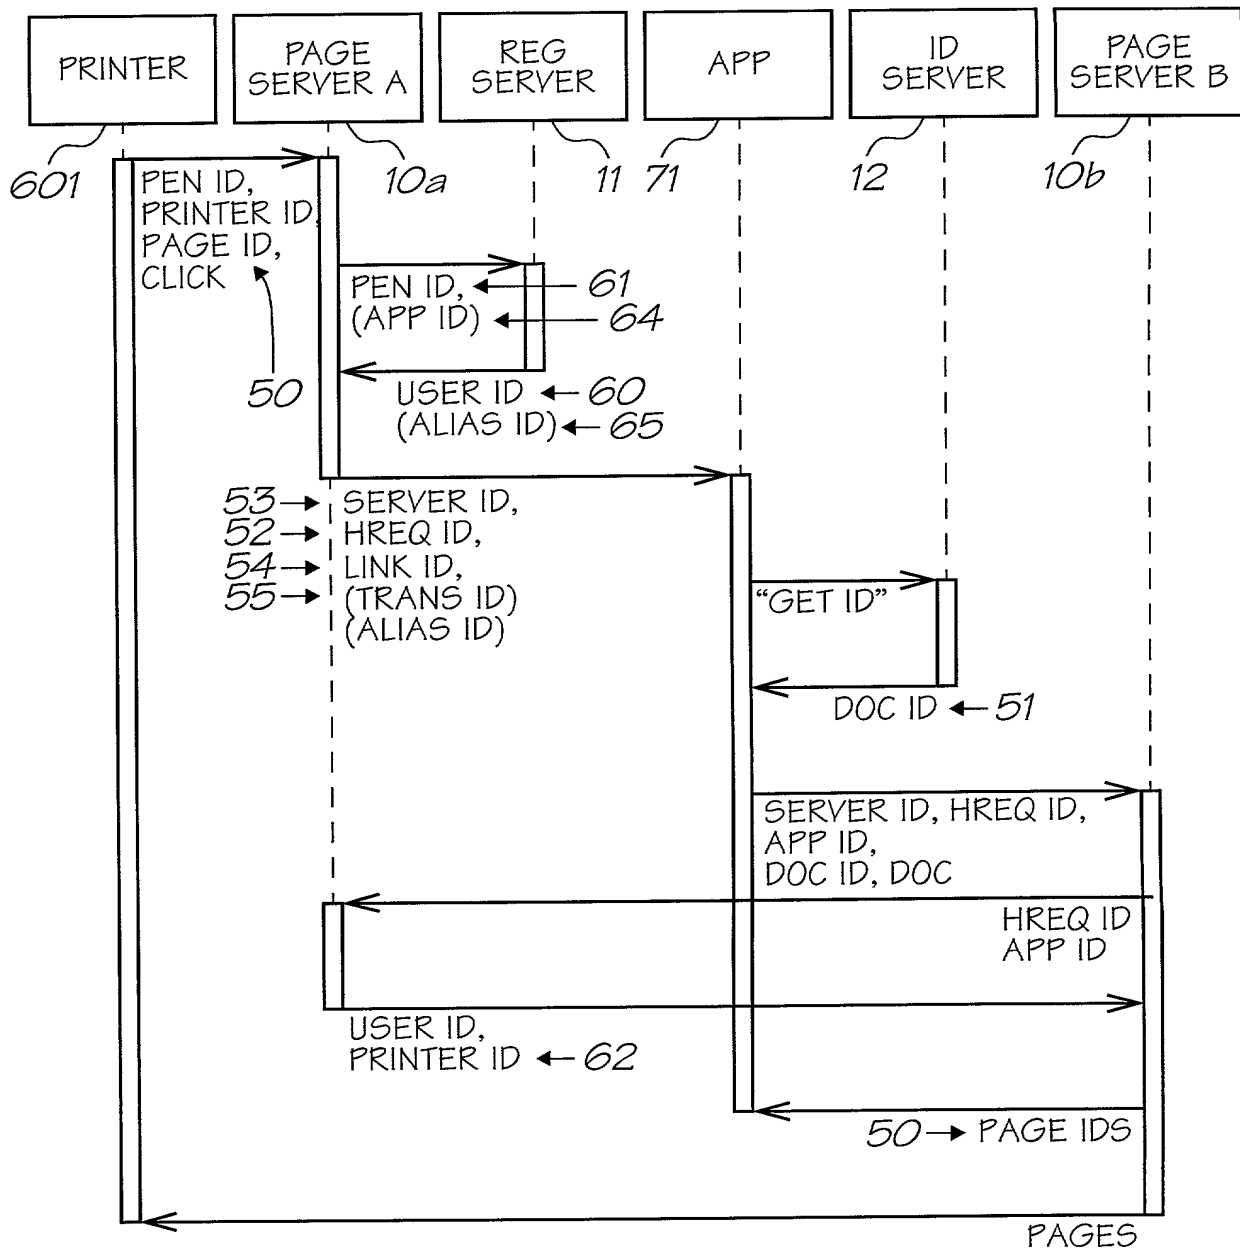 PRINTER
PAGE
SERVER A
REG
SERVER
APP
ID
SERVER
PAGE
SERVER B
601
10a
11
71
12
10b
PEN ID,
PRINTER ID
PAGE ID,
CLICK
50
PEN ID, 61
(APP ID) 64
USER ID 60
(ALIAS ID) 65
53 SERVER ID,
52 HREQ ID,
54 LINK ID,
55 (TRANS ID)
(ALIAS ID)
"GET ID"
DOC ID 51
SERVER ID, HREQ ID,
APP ID,
DOC ID, DOC
HREQ ID
APP ID
USER ID,
PRINTER ID 62
50 PAGE IDS
PAGES